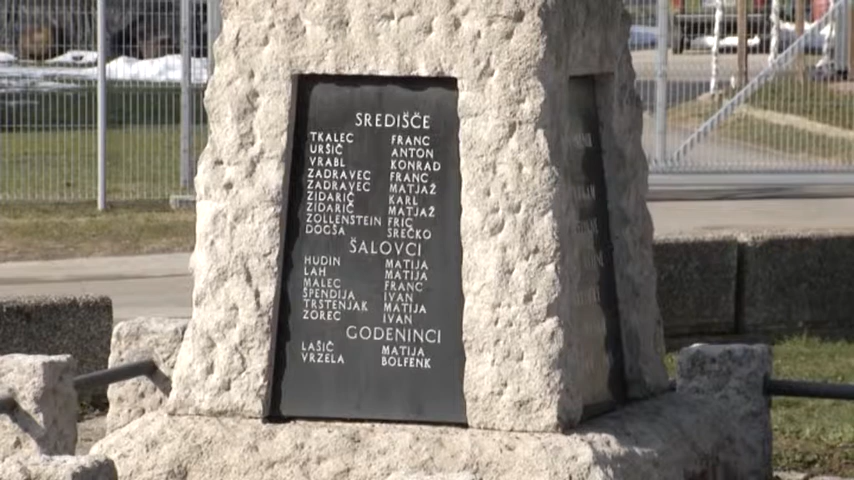 SREDIŠČE
TKALEC FRANC
URŠIČ ANTON
VRABL KONRAD
ZADRAVEC FRANC
ZADRAVEC MATJAŽ
ZIDARIČ KARL
ZIDARIČ MATJAŽ
ZOLLENSTEIN FRIC
DOGŠA SREČKO
ŠALOVCI
HUDIN MATIJA
LAH MATIJA
MALEC FRANC
ŠPENDIJA IVAN
TRSTENJAK MATIJA
ZOREC IVAN
GODENINCI
LAŠIČ MATIJA
VRZELA BOLFENK